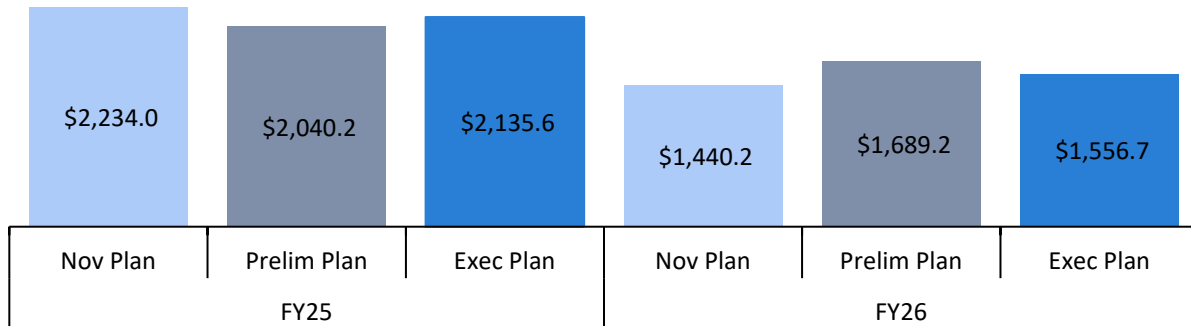 $2,234.0 $2,040.2 $2,135.6 $1,440.2 $1,689.2 $1,556.7
Nov Plan Prelim Plan Exec Plan Nov Plan Prelim Plan Exec Plan
FY25 FY26